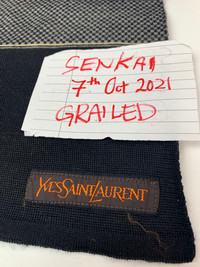 SENKAI
7th Oct 2021
GRAILED
YVESSAINTLAURENT